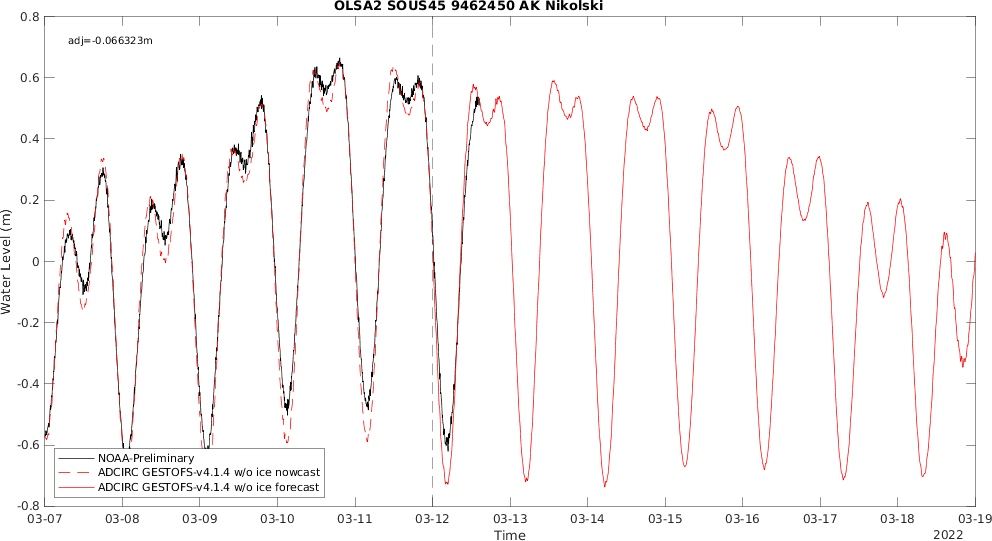 OLSA2 SOUS45 9462450 AK Nikolski
adj=-0.066323m
Water Level (m)
0.8
0.6
0.4
0.2
0
-0.2
-0.4
-0.6
-0.8
NOAA-Preliminary
ADCIRC GESTOFS-v4.1.4 w/o ice nowcast
ADCIRC GESTOFS-v4.1.4 w/o ice forecast
03-07 03-08 03-09 03-10 03-11 03-12 03-13 03-14 03-15 03-16 03-17 03-18 03-19
Time
2022